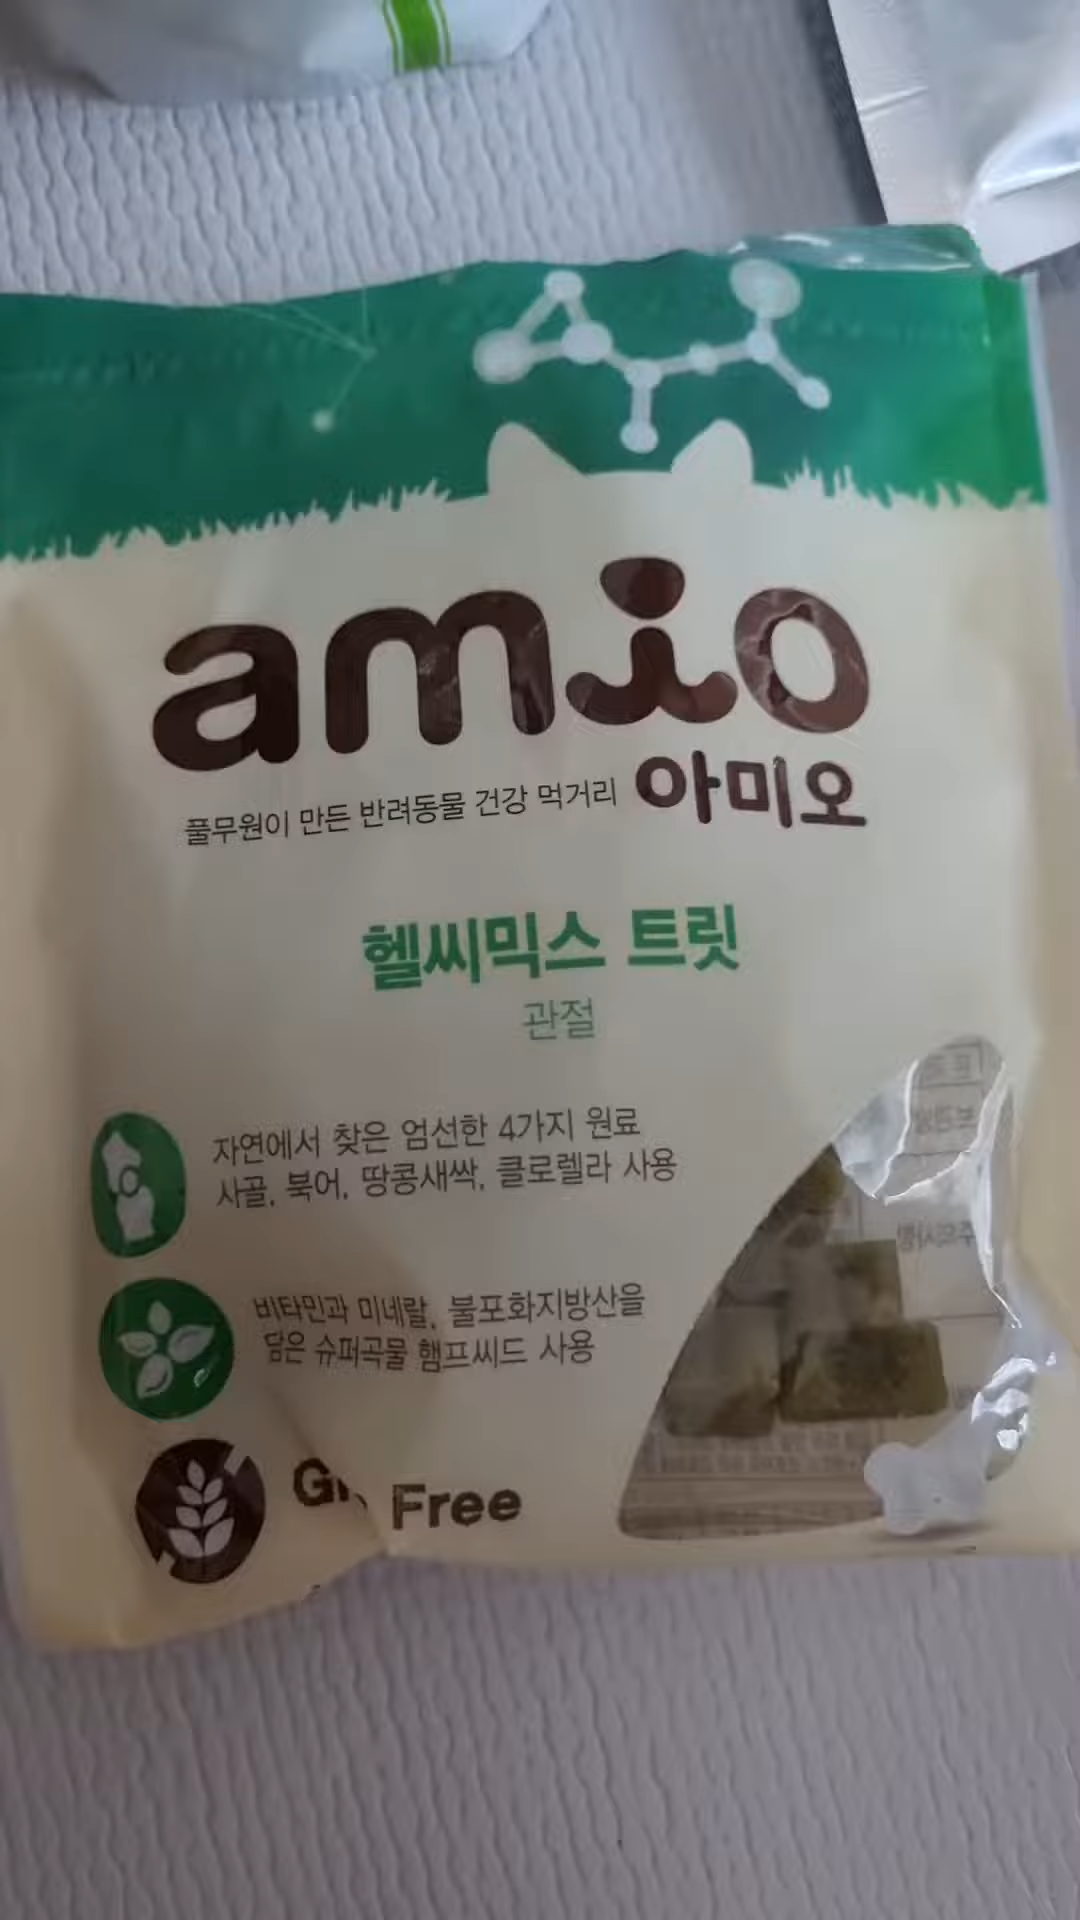 amio
풀무원이 만든 반려동물 건강 먹거리 아미오
헬씨믹스 트릿
관절
자연에서 찾은 엄선한 4가지 원료
사골, 북어, 땅콩새싹, 클로렐라 사용
비타민과 미네랄, 불포화지방산을
담은 슈퍼곡물 햄프씨드 사용
Free